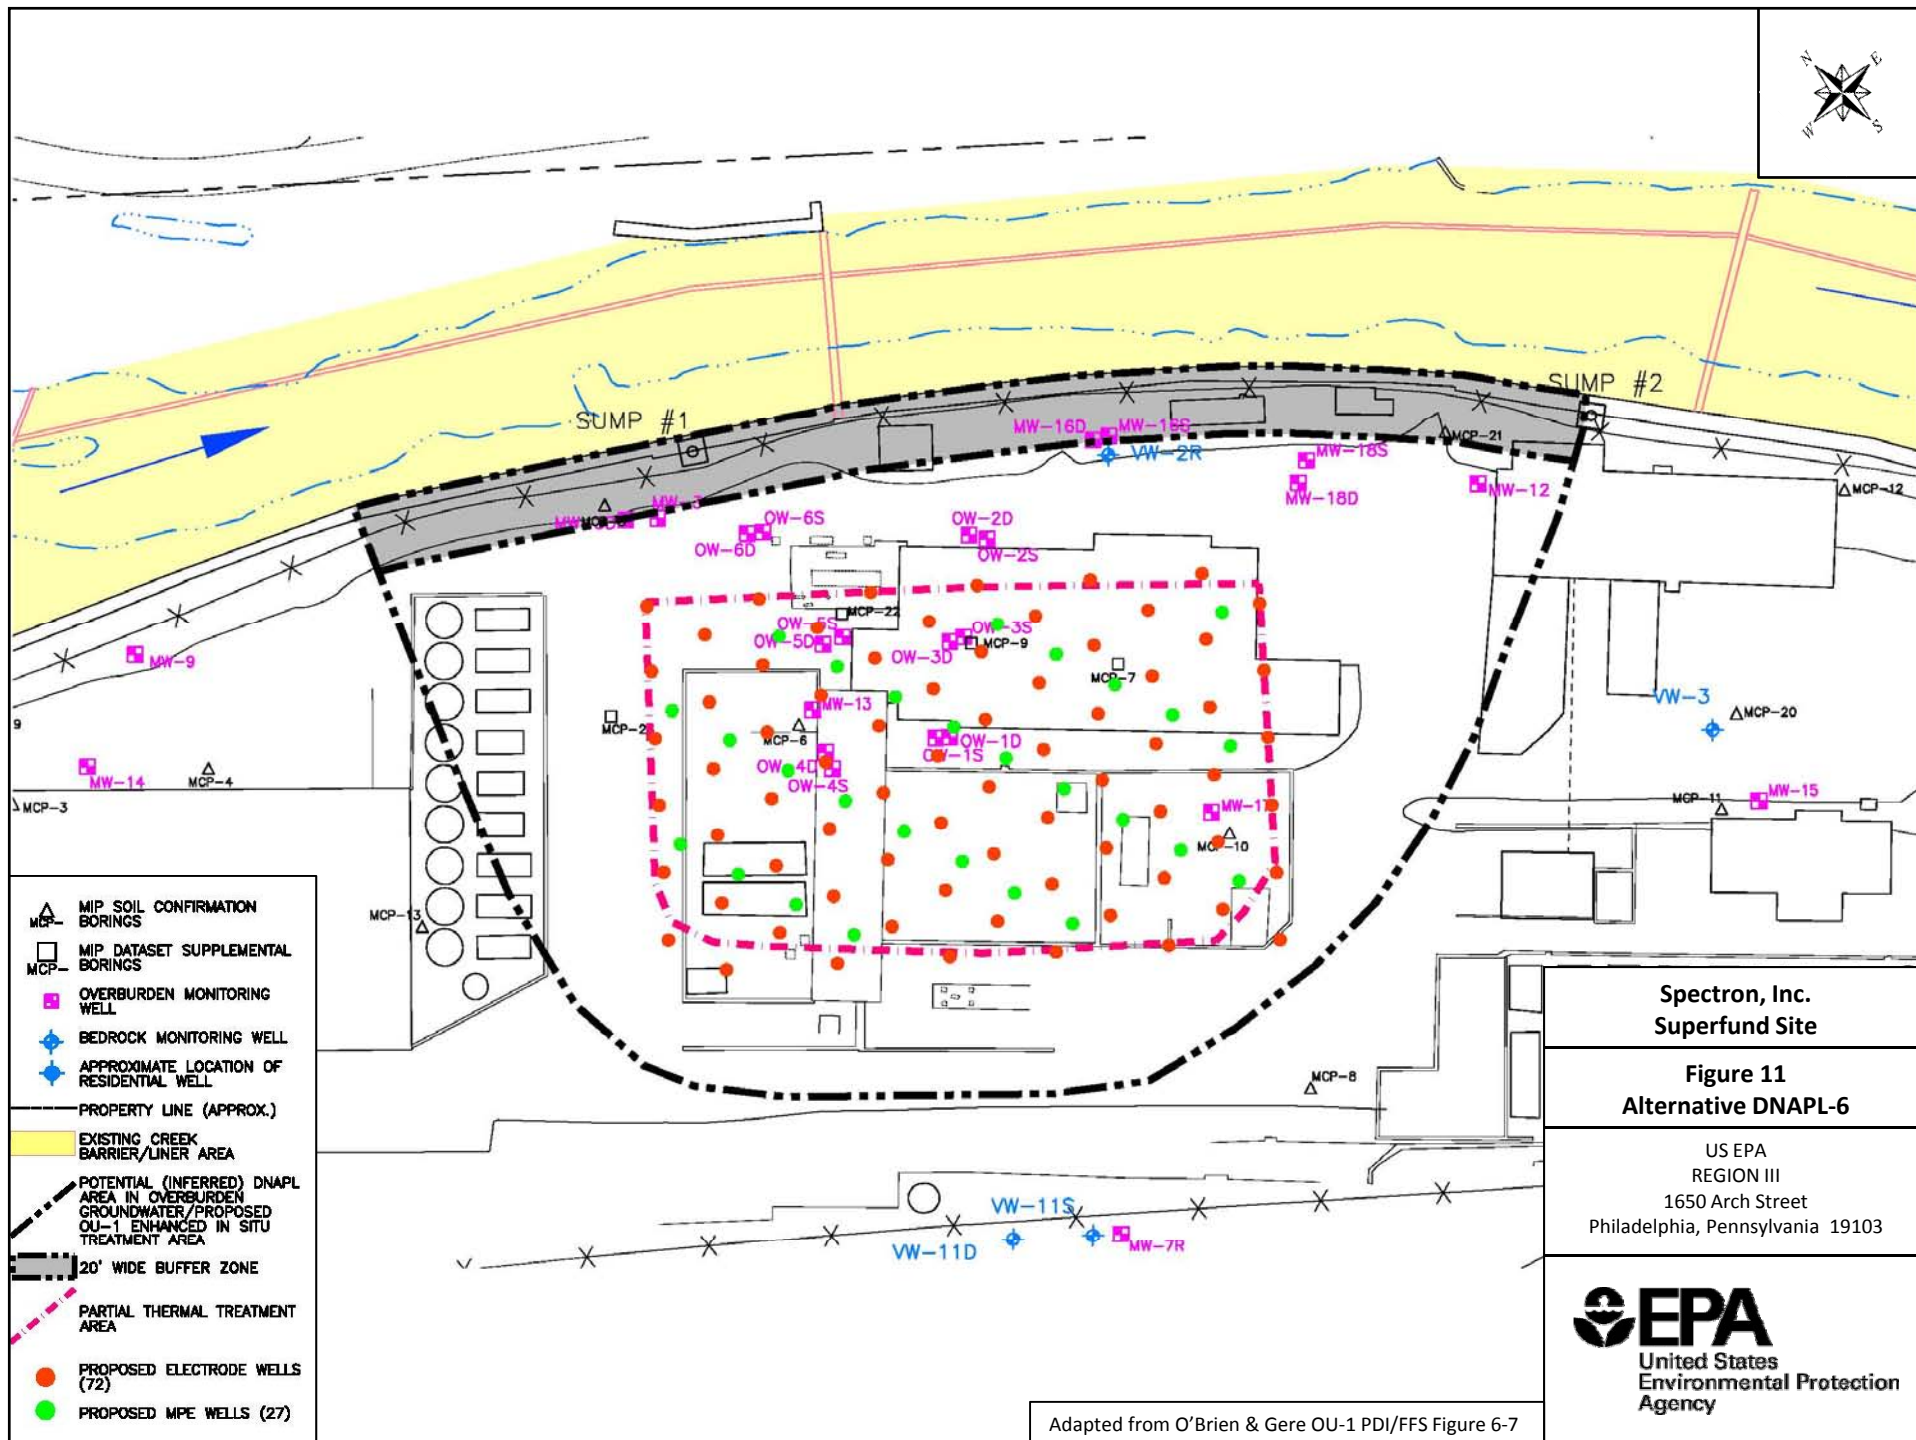 N
E
W
S
SUMP #2
SUMP #1
MW-16D
MW-16S
VW-2R
MW-18S
MW-18D
MCP-21
MW-12
MCP-12
MW-3
OW-6S
OW-6D
OW-2D
OW-2S
MCP-22
OW-5S
OW-5D
OW-3S
MCP-9
OW-3D
MCP-7
MW-9
VW-3
MCP-20
MW-13
MCP-2
MCP-6
OW-1D
OW-1S
9
MW-14
MCP-4
OW-4D
OW-4S
MCP-3
MW-17
MCP-10
MCP-11
MW-15
MCP-13
MCP-8
VW-11S
VW-11D
MW-7R
MCP-
MIP SOIL CONFIRMATION
BORINGS
MCP-
MIP DATASET SUPPLEMENTAL
BORINGS
OVERBURDEN MONITORING
WELL
BEDROCK MONITORING WELL
APPROXIMATE LOCATION OF
RESIDENTIAL WELL
PROPERTY LINE (APPROX.)
EXISTING CREEK
BARRIER/LINER AREA
POTENTIAL (INFERRED) DNAPL
AREA IN OVERBURDEN
GROUNDWATER/PROPOSED
OU-1 ENHANCED IN SITU
TREATMENT AREA
20' WIDE BUFFER ZONE
PARTIAL THERMAL TREATMENT
AREA
PROPOSED ELECTRODE WELLS
(72)
PROPOSED MPE WELLS (27)
Spectron, Inc.
Superfund Site
Figure 11
Alternative DNAPL-6
US EPA
REGION III
1650 Arch Street
Philadelphia, Pennsylvania 19103
EPA
United States
Environmental Protection
Agency
Adapted from O'Brien & Gere OU-1 PDI/FFS Figure 6-7